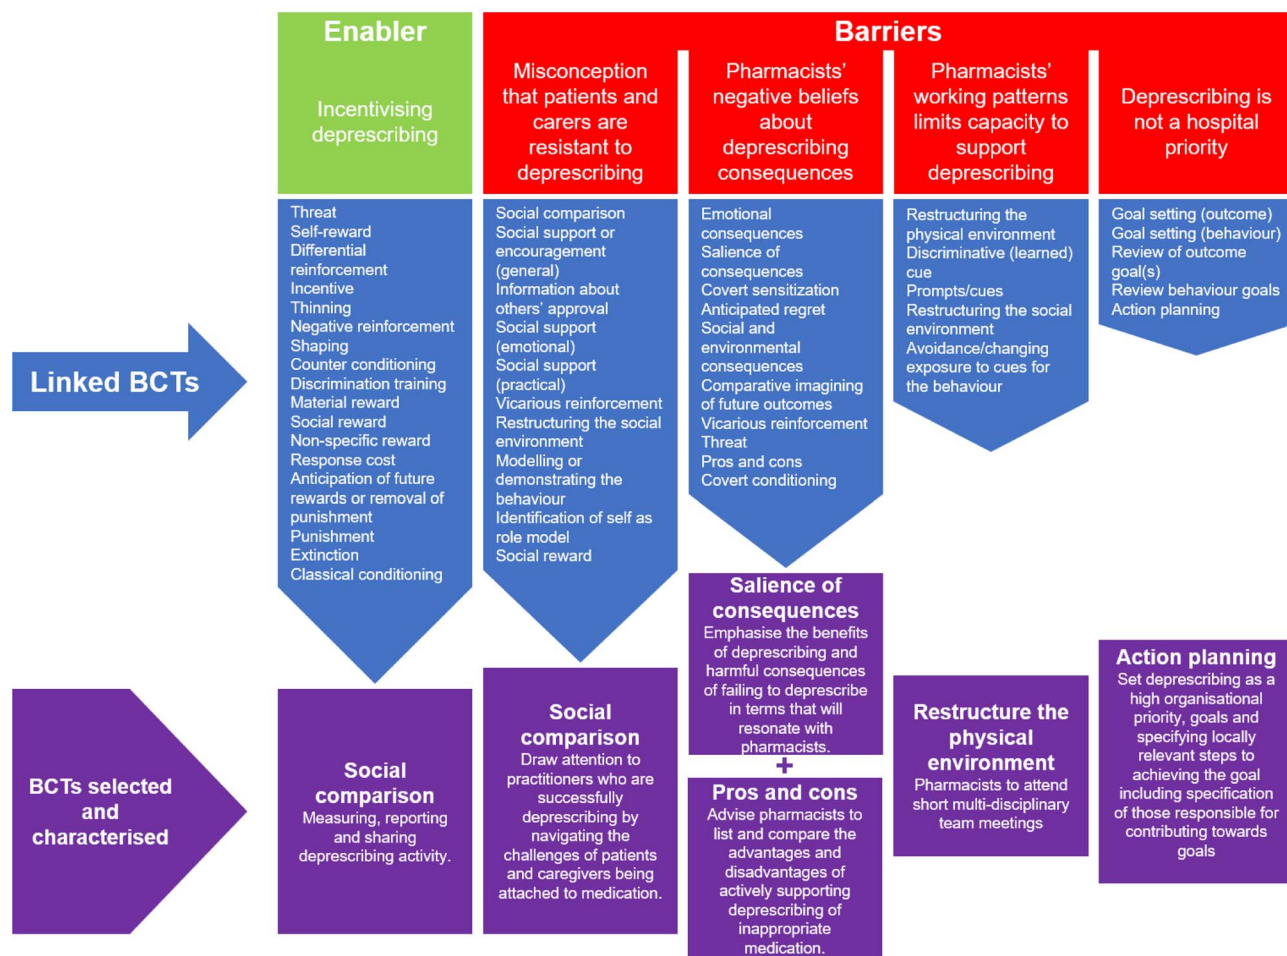 Enabler
Barriers
Incentivising
deprescribing
Misconception
that patients and
carers are
resistant to
deprescribing
Pharmacists’
negative beliefs
about
deprescribing
consequences
Pharmacists’
working patterns
limits capacity to
support
deprescribing
Deprescribing is
not a hospital
priority
Linked BCTs
Threat
Self-reward
Differential
reinforcement
Incentive
Thinning
Negative reinforcement
Shaping
Counter conditioning
Discrimination training
Material reward
Social reward
Non-specific reward
Response cost
Anticipation of future
rewards or removal of
punishment
Punishment
Extinction
Classical conditioning
Social comparison
Social support or
encouragement
(general)
Information about
others’ approval
Social support
(emotional)
Social support
(practical)
Vicarious reinforcement
Restructuring the social
environment
Modelling or
demonstrating the
behaviour
Identification of self as
role model
Social reward
Emotional
consequences
Salience of
consequences
Covert sensitization
Anticipated regret
Social and
environmental
consequences
Comparative imagining
of future outcomes
Vicarious reinforcement
Threat
Pros and cons
Covert conditioning
Restructuring the
physical environment
Discriminative (learned)
cue
Prompts/cues
Restructuring the social
environment
Avoidance/changing
exposure to cues for
the behaviour
Goal setting (outcome)
Goal setting (behaviour)
Review of outcome
goal(s)
Review behaviour goals
Action planning
BCTs selected
and
characterised
Social
comparison
Measuring, reporting
and sharing
deprescribing activity.
Social
comparison
Draw attention to
practitioners who are
successfully
deprescribing by
navigating the
challenges of patients
and caregivers being
attached to medication.
Salience of
consequences
Emphasise the benefits
of deprescribing and
harmful consequences
of failing to deprescribe
in terms that will
resonate with
pharmacists.
+
Pros and cons
Advise pharmacists to
list and compare the
advantages and
disadvantages of
actively supporting
deprescribing of
inappropriate
medication.
Restructure the
physical
environment
Pharmacists to attend
short multi-disciplinary
team meetings
Action planning
Set deprescribing as a
high organisational
priority, goals and
specifying locally
relevant steps to
achieving the goal
including specification
of those responsible for
contributing towards
goals